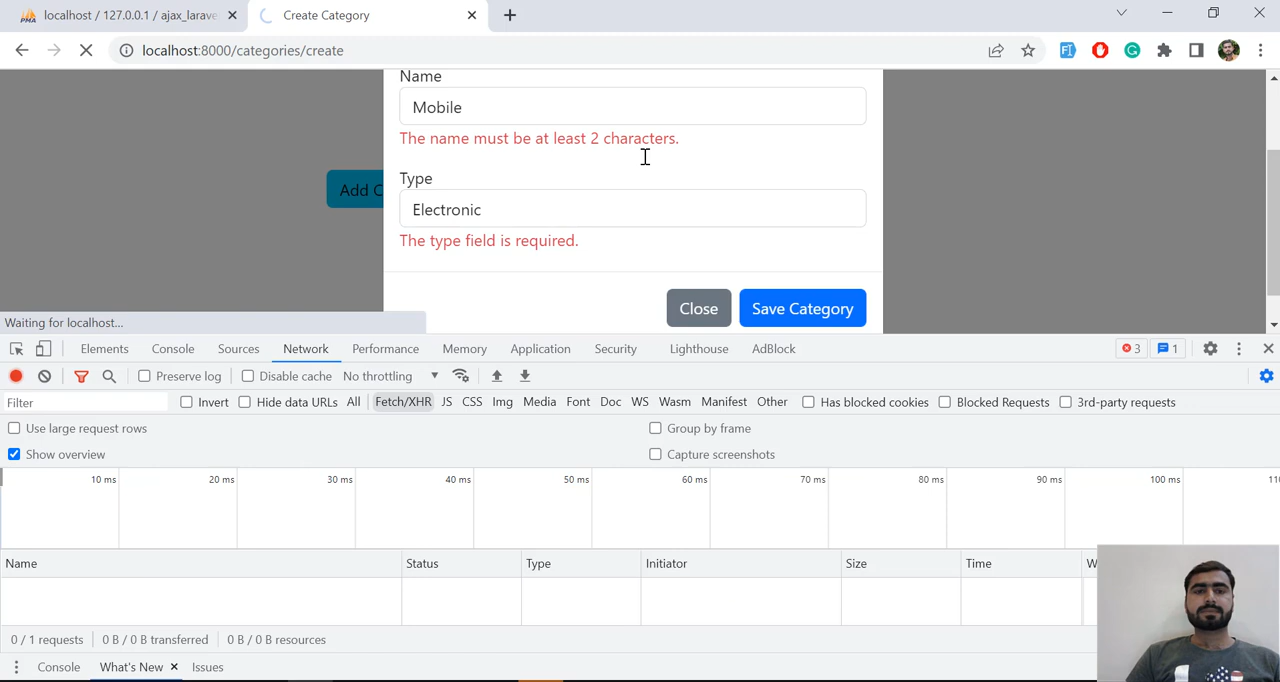 PMA localhost / 127.0.0.1 / ajax_larave
Create Category
localhost:8000/categories/create
Name
Mobile
The name must be at least 2 characters.
Add C
Type
Electronic
The type field is required.
Close Save Category
Waiting for localhost...
Elements Console Sources Network Performance Memory Application Security Lighthouse AdBlock 3 1
Preserve log Disable cache No throttling
Filter Invert Hide data URLs All Fetch/XHR JS CSS Img Media Font Doc WS Wasm Manifest Other Has blocked cookies Blocked Requests 3rd-party requests
Use large request rows Group by frame
Show overview Capture screenshots
10 ms 20 ms 30 ms 40 ms 50 ms 60 ms 70 ms 80 ms 90 ms 100 ms 110
Name Status Type Initiator Size Time W
0 / 1 requests 0 B / 0 B transferred 0 B / 0 B resources
Console What's New Issues